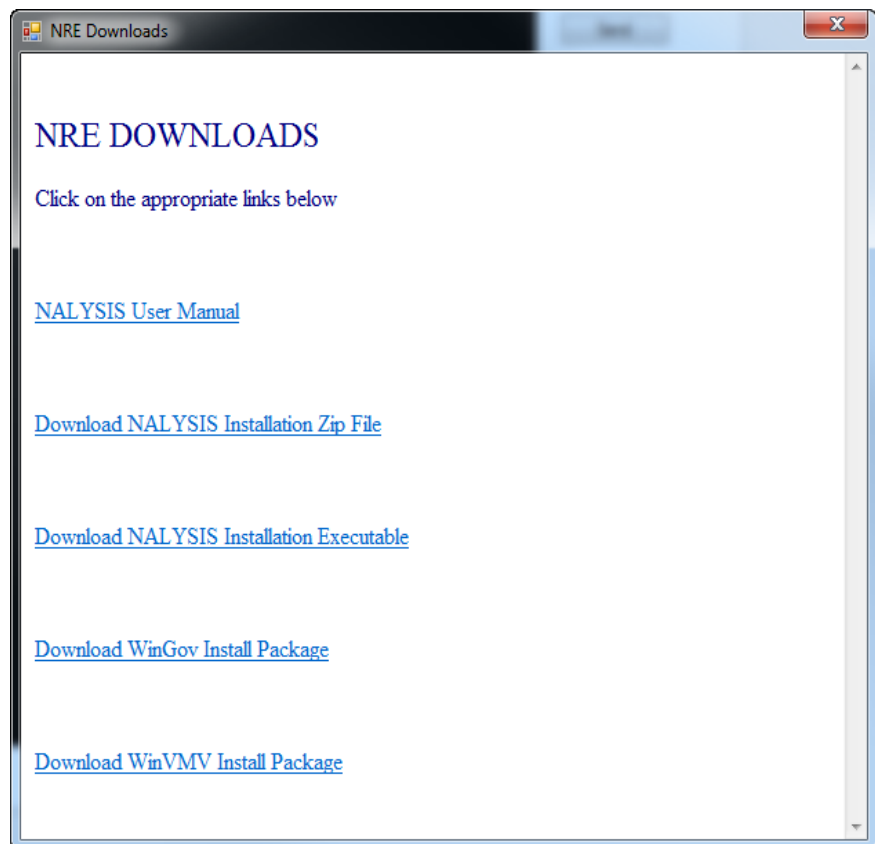 NRE Downloads
NRE DOWNLOADS
Click on the appropriate links below
NALYSIS User Manual
Download NALYSIS Installation Zip File
Download NALYSIS Installation Executable
Download WinGov Install Package
Download WinVMV Install Package